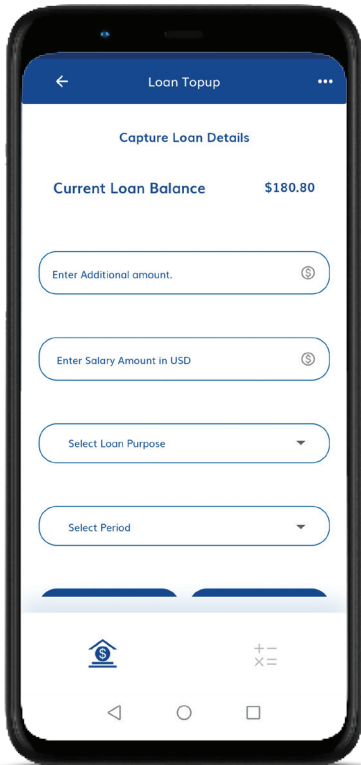 Loan Topup
Capture Loan Details
Current Loan Balance $180.80
Enter Additional amount.
Enter Salary Amount in USD
Select Loan Purpose
Select Period